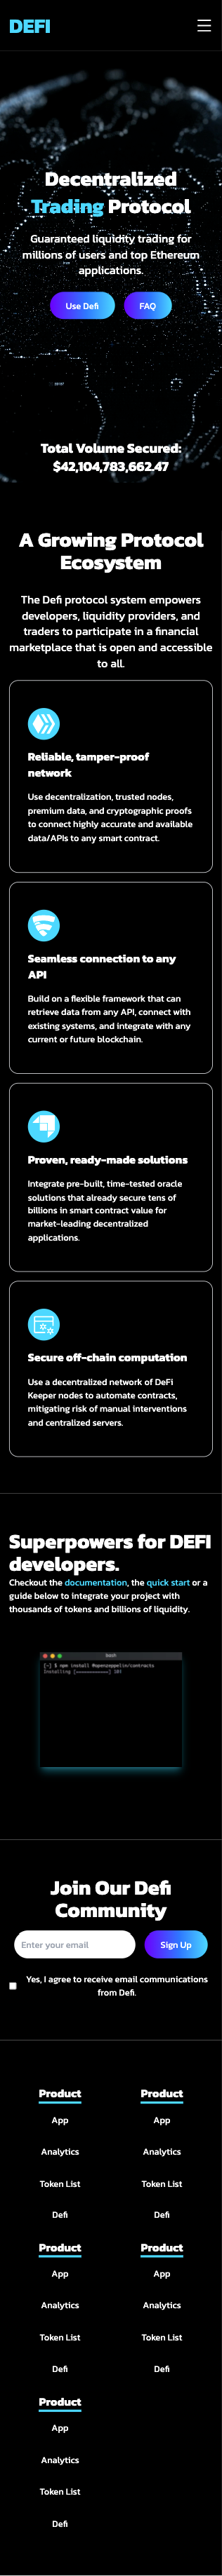 DEFI
Decentralized
Trading Protocol
Guaranteed liquidity trading for
millions of users and top Ethereum
applications.
Use Defi
FAQ
Total Volume Secured:
$42,104,783,662.47
A Growing Protocol
Ecosystem
The Defi protocol system empowers
developers, liquidity providers, and
traders to participate in a financial
marketplace that is open and accessible
to all.
Reliable, tamper-proof
network
Use decentralization, trusted nodes,
premium data, and cryptographic proofs
to connect highly accurate and available
data/APIs to any smart contract.
Seamless connection to any
API
Build on a flexible framework that can
retrieve data from any API, connect with
existing systems, and integrate with any
current or future blockchain.
Proven, ready-made solutions
Integrate pre-built, time-tested oracle
solutions that already secure tens of
billions in smart contract value for
market-leading decentralized
applications.
Secure off-chain computation
Use a decentralized network of DeFi
Keeper nodes to automate contracts,
mitigating risk of manual interventions
and centralized servers.
Superpowers for DEFI
developers.
Checkout the documentation, the quick start or a
guide below to integrate your project with
thousands of tokens and billions of liquidity.
bash
[~] $ npm install @openzeppelin/contracts
Installing
Join Our Defi
Community
Enter your email
Sign Up
Yes, I agree to receive email communications
from Defi.
Product
App
Analytics
Token List
Defi
Product
App
Analytics
Token List
Defi
Product
App
Analytics
Token List
Defi
Product
App
Analytics
Token List
Defi
Product
App
Analytics
Token List
Defi